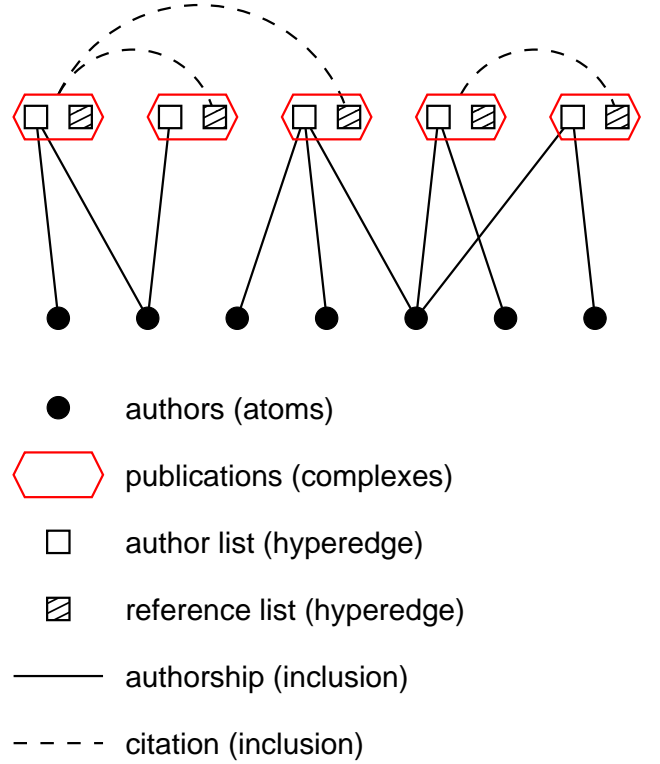 authors (atoms)
publications (complexes)
author list (hyperedge)
reference list (hyperedge)
authorship (inclusion)
citation (inclusion)